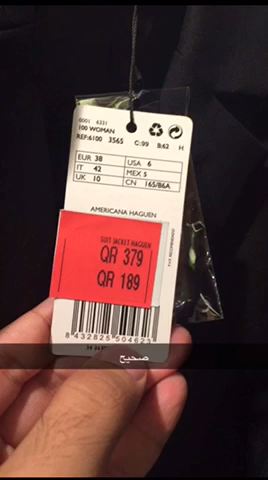 0001 6331
100 WOMAN
REF:6100 3565 C:99 B:62 H
EUR 38 USA 6
IT 42 MEX 5
UK 10 CN 165/86A
AMERICANA HAGUEN
SUIT JACKET HAGUEN
QR 379
QR 189
8 432825 504623
صحيح